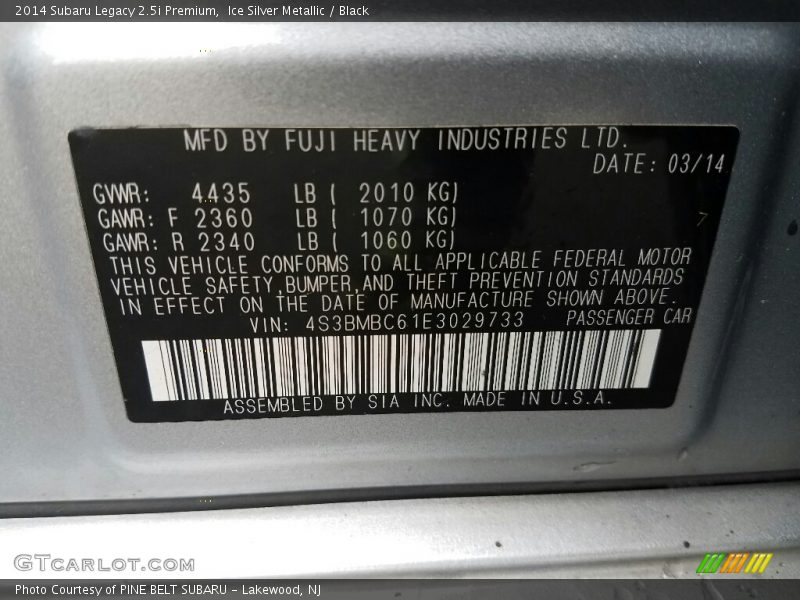 2014 Subaru Legacy 2.5i Premium,  Ice Silver Metallic / Black
MFD BY FUJI HEAVY INDUSTRIES LTD.
DATE: 03/14
GVWR: 4435 LB ( 2010 KG)
GAWR: F 2360 LB ( 1070 KG)
GAWR: R 2340 LB ( 1060 KG)
THIS VEHICLE CONFORMS TO ALL APPLICABLE FEDERAL MOTOR
VEHICLE SAFETY,BUMPER,AND THEFT PREVENTION STANDARDS
IN EFFECT ON THE DATE OF MANUFACTURE SHOWN ABOVE.
VIN: 4S3BMBC61E3029733 PASSENGER CAR
ASSEMBLED BY SIA INC. MADE IN U.S.A.
GTCARLOT.COM
Photo Courtesy of PINE BELT SUBARU - Lakewood, NJ